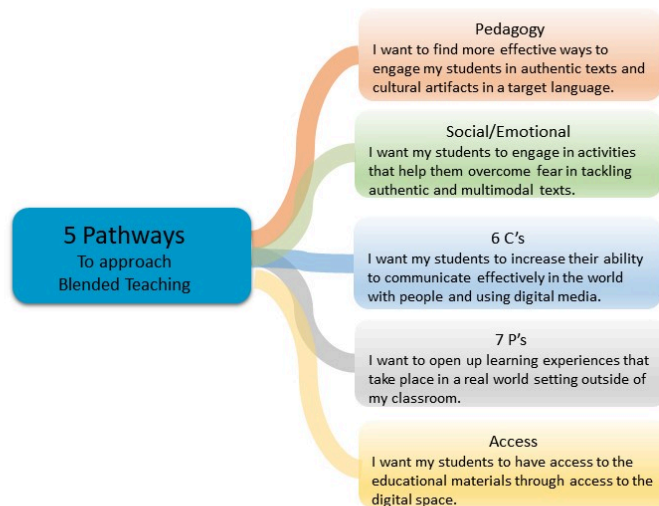 5 Pathways
To approach
Blended Teaching
Pedagogy
I want to find more effective ways to
engage my students in authentic texts and
cultural artifacts in a target language.
Social/Emotional
I want my students to engage in activities
that help them overcome fear in tackling
authentic and multimodal texts.
6 C's
I want my students to increase their ability
to communicate effectively in the world
with people and using digital media.
7 P's
I want to open up learning experiences that
take place in a real world setting outside of
my classroom.
Access
I want my students to have access to the
educational materials through access to the
digital space.